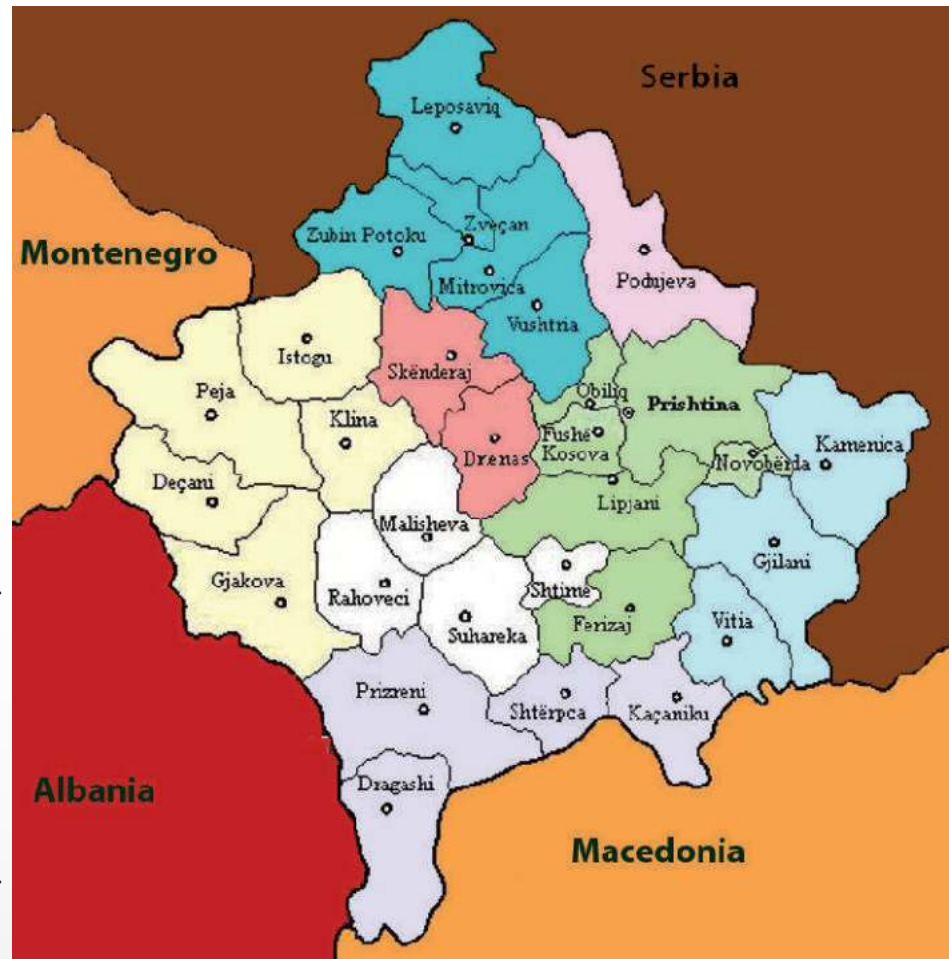 Serbia
Leposaviq
Montenegro
Zubin Potoku
Zveçan
Mitrovica
Vushtria
Podujeva
Istogu
Skënderaj
Peja
Klina
Obiliq
Prishtina
Fushë
Kosova
Drenas
Novobërda
Kamenica
Deçani
Malisheva
Lipjani
Gjakova
Rahoveci
Shtime
Gjilani
Suhareka
Ferizaj
Vitia
Prizreni
Shtërpca
Kaçaniku
Albania
Dragashi
Macedonia